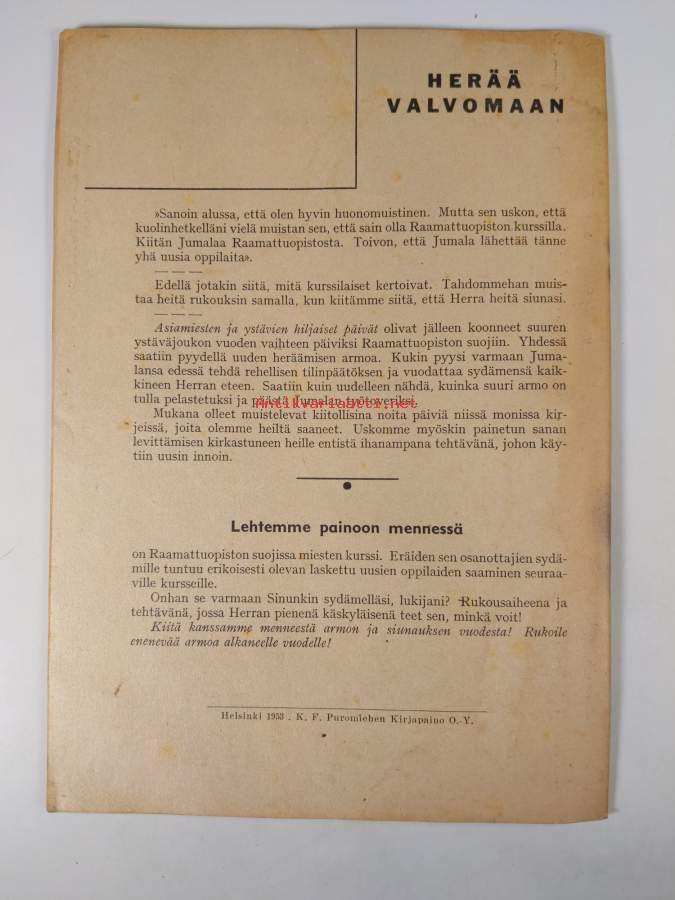 HERÄÄ
VALVOMAAN
»Sanoin alussa, että olen hyvin huonomuistinen. Mutta sen uskon, että
kuolinhetkelläni vielä muistan sen, että sain olla Raamattuopiston kurssilla.
Kiitän Jumalaa Raamattuopistosta. Toivon, että Jumala lähettää tänne
yhä uusia oppilaita».
— — —
Edellä jotakin siitä, mitä kurssilaiset kertoivat. Tahdommehan muis-
taa heitä rukouksin samalla, kun kiitämme siitä, että Herra heitä siunasi.
— — —
Asiamiesten ja ystävien hiljaiset päivät olivat jälleen koonneet suuren
ystäväjoukon vuoden vaihteen päiviksi Raamattuopiston suojiin. Yhdessä
saatiin pyydellä uuden heräämisen armoa. Kukin pyysi varmaan Juma-
lansa edessä tehdä rehellisen tilinpäätöksen ja vuodattaa sydämensä kaik-
kineen Herran eteen. Saatiin kuin uudelleen nähdä, kuinka suuri armo on
tulla pelastetuksi ja päästä Jumalan työtoveriksi.
Antikvariaatti.net
Mukana olleet muistelevat kiitollisina noita päiviä niissä monissa kir-
jeissä, joita olemme heiltä saaneet. Uskomme myöskin painetun sanan
levittämisen kirkastuneen heille entistä ihanampana tehtävänä, johon käy-
tiin uusin innoin.
Lehtemme painoon mennessä
on Raamattuopiston suojissa miesten kurssi. Eräiden sen osanottajien sydä-
mille tuntuu erikoisesti olevan laskettu uusien oppilaiden saaminen seuraa-
ville kursseille.
Onhan se varmaan Sinunkin sydämelläsi, lukijani? Rukousaiheena ja
tehtävänä, jossa Herran pienenä käskyläisenä teet sen, minkä voit!
Kiitä kanssamme menneestä armon ja siunauksen vuodesta! Rukoile
enenevää armoa alkaneelle vuodelle!
Helsinki 1953 . K. F. Puromiehen Kirjapaino O.-Y.